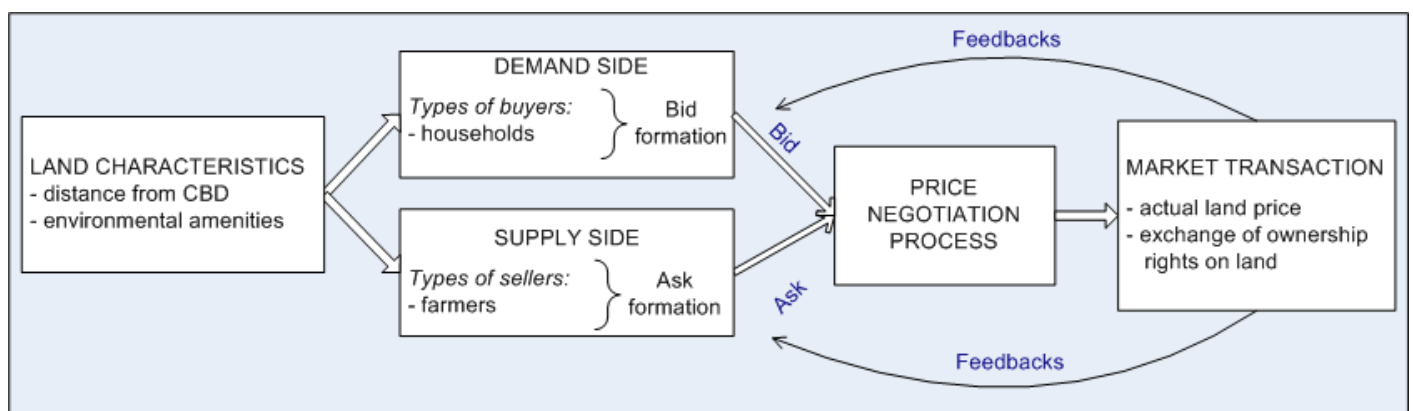 LAND CHARACTERISTICS
- distance from CBD
- environmental amenities
DEMAND SIDE
Types of buyers:
- households
Bid
formation
SUPPLY SIDE
Types of sellers:
- farmers
Ask
formation
Bid
Ask
PRICE
NEGOTIATION
PROCESS
Feedbacks
MARKET TRANSACTION
- actual land price
- exchange of ownership
rights on land
Feedbacks